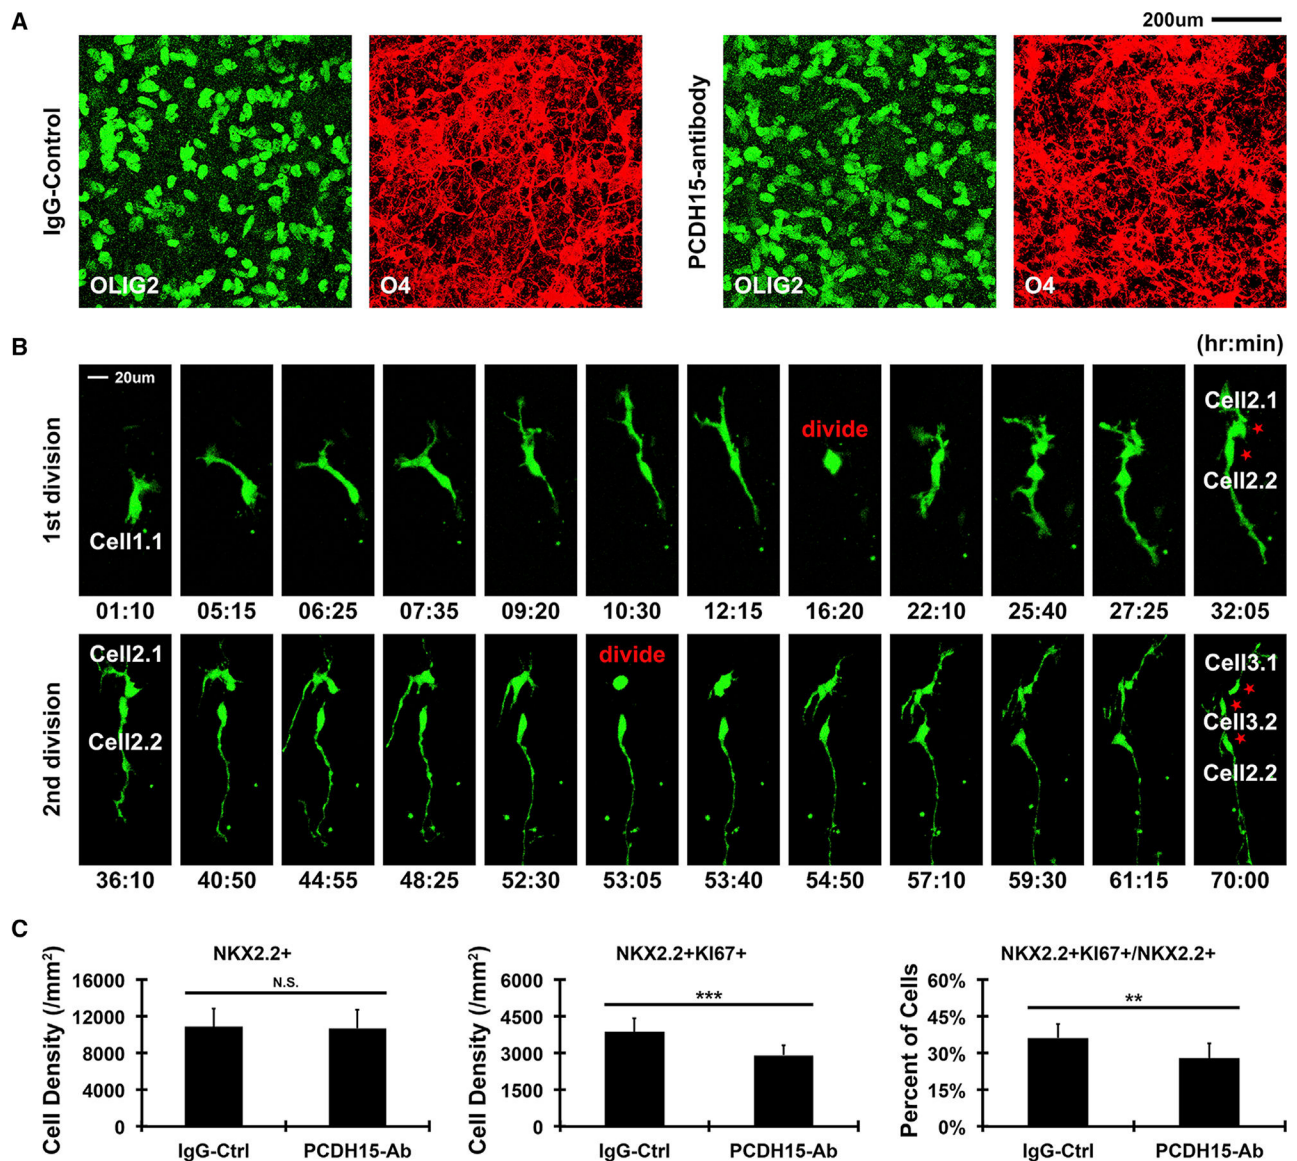 A
200um
IgG-Control
OLIG2
O4
PCDH15-antibody
OLIG2
O4
B
(hr:min)
1st division
20um
Cell1.1
divide
Cell2.1
Cell2.2
01:10 05:15 06:25 07:35 09:20 10:30 12:15 16:20 22:10 25:40 27:25 32:05
2nd division
Cell2.1
Cell2.2
divide
Cell3.1
Cell3.2
Cell2.2
36:10 40:50 44:55 48:25 52:30 53:05 53:40 54:50 57:10 59:30 61:15 70:00
C
NKX2.2+
Cell Density (/mm²)
16000
12000
8000
4000
0
N.S.
IgG-Ctrl PCDH15-Ab
NKX2.2+KI67+
Cell Density (/mm²)
6000
4500
3000
1500
0
***
IgG-Ctrl PCDH15-Ab
NKX2.2+KI67+/NKX2.2+
Percent of Cells
60%
45%
30%
15%
0%
**
IgG-Ctrl PCDH15-Ab